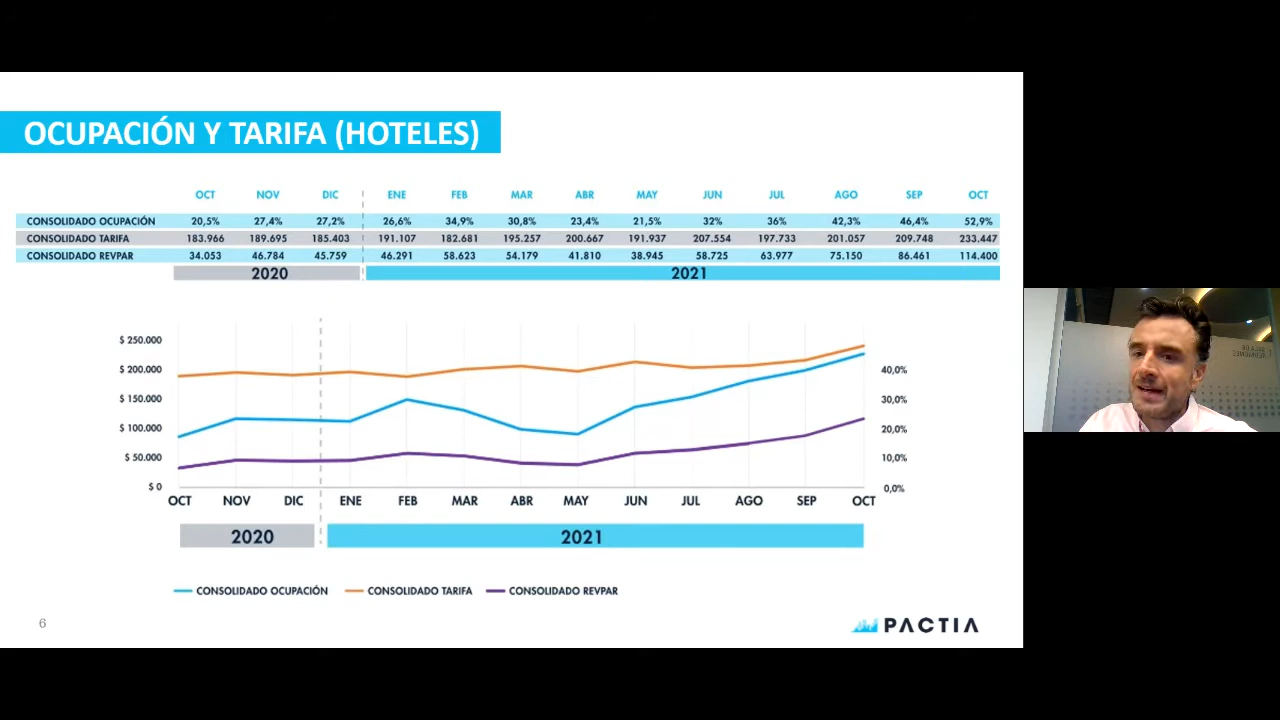 OCUPACIÓN Y TARIFA (HOTELES)
OCT NOV DIC ENE FEB MAR ABR MAY JUN JUL AGO SEP OCT
CONSOLIDADO OCUPACIÓN 20,5% 27,4% 27,2% 26,6% 34,9% 30,8% 23,4% 21,5% 32% 36% 42,3% 46,4% 52,9%
CONSOLIDADO TARIFA 183.966 189.695 185.403 191.107 182.681 195.257 200.667 191.937 207.554 197.733 201.057 209.748 233.447
CONSOLIDADO REVPAR 34.053 46.784 45.759 46.291 58.623 54.179 41.810 38.945 58.725 63.977 75.150 86.461 114.400
2020 2021
$ 250.000
$ 200.000 40,0%
$ 150.000 30,0%
$ 100.000 20,0%
$ 50.000 10,0%
$ 0 0,0%
OCT NOV DIC ENE FEB MAR ABR MAY JUN JUL AGO SEP OCT
2020 2021
CONSOLIDADO OCUPACIÓN CONSOLIDADO TARIFA CONSOLIDADO REVPAR
6
PACTIA
SALA DE
REUNIONES